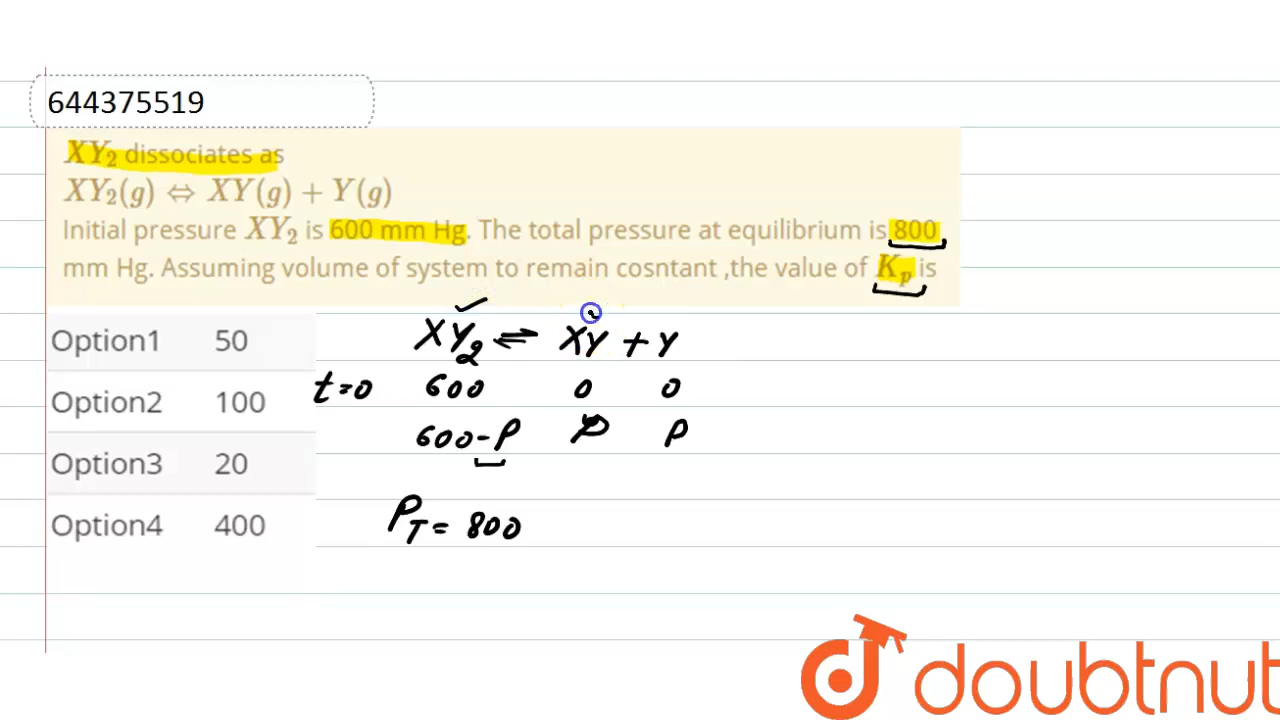 644375519
XY₂ dissociates as
XY₂(g) ⇔ XY(g) + Y(g)
Initial pressure XY₂ is 600 mm Hg. The total pressure at equilibrium is 800
mm Hg. Assuming volume of system to remain cosntant ,the value of Kₚ is
Option1 50
Option2 100
Option3 20
Option4 400
XY₂ ⇌ XY + Y
t=0 600 0 0
600-P P P
P_T = 800
doubtnut